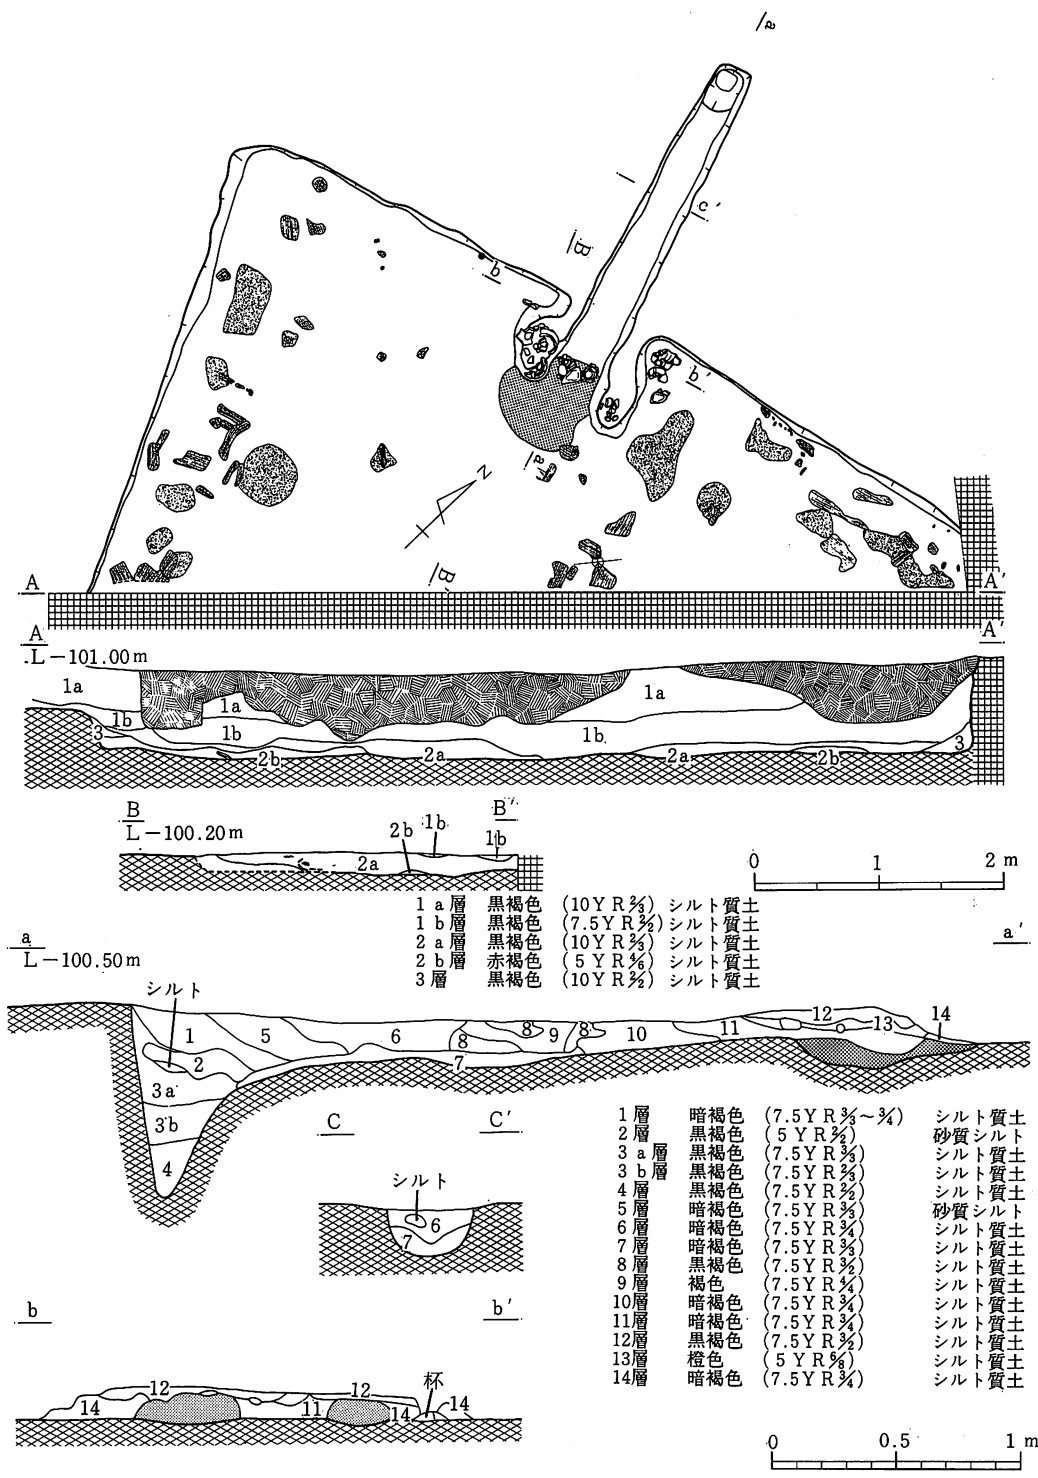 a'
c'
B
b
b'
a
N
B'
A A'
A A'
L-101.00m
1a
1a
1a
1b
3
1b
1b
2b
2a
2a
2b
3
B B'
L-100.20m
2b 1b 1b
2a
0 1 2m
1a層 黒褐色 (10YR2/3) シルト質土
1b層 黒褐色 (7.5YR2/2) シルト質土
2a層 黒褐色 (10YR2/3) シルト質土
2b層 赤褐色 (5YR4/6) シルト質土
3層 黒褐色 (10YR2/2) シルト質土
a a'
L-100.50m
シルト
1 5 6 8 8 9 8 10 11 12 13 14
2
7
3a
3b
4
C C'
シルト
6
7
1層 暗褐色 (7.5YR3/3~3/4) シルト質土
2層 黒褐色 (5YR2/2) 砂質シルト
3a層 黒褐色 (7.5YR2/3) シルト質土
3b層 黒褐色 (7.5YR2/3) シルト質土
4層 黒褐色 (7.5YR2/2) シルト質土
5層 暗褐色 (7.5YR3/3) 砂質シルト
6層 暗褐色 (7.5YR3/4) シルト質土
7層 暗褐色 (7.5YR3/3) シルト質土
8層 黒褐色 (7.5YR3/2) シルト質土
9層 褐色 (7.5YR4/4) シルト質土
10層 暗褐色 (7.5YR3/4) シルト質土
11層 暗褐色 (7.5YR3/4) シルト質土
12層 黒褐色 (7.5YR3/2) シルト質土
13層 橙色 (5YR6/8) シルト質土
14層 暗褐色 (7.5YR3/4) シルト質土
b b'
12 12 杯
14 11 14 14
0 0.5 1m